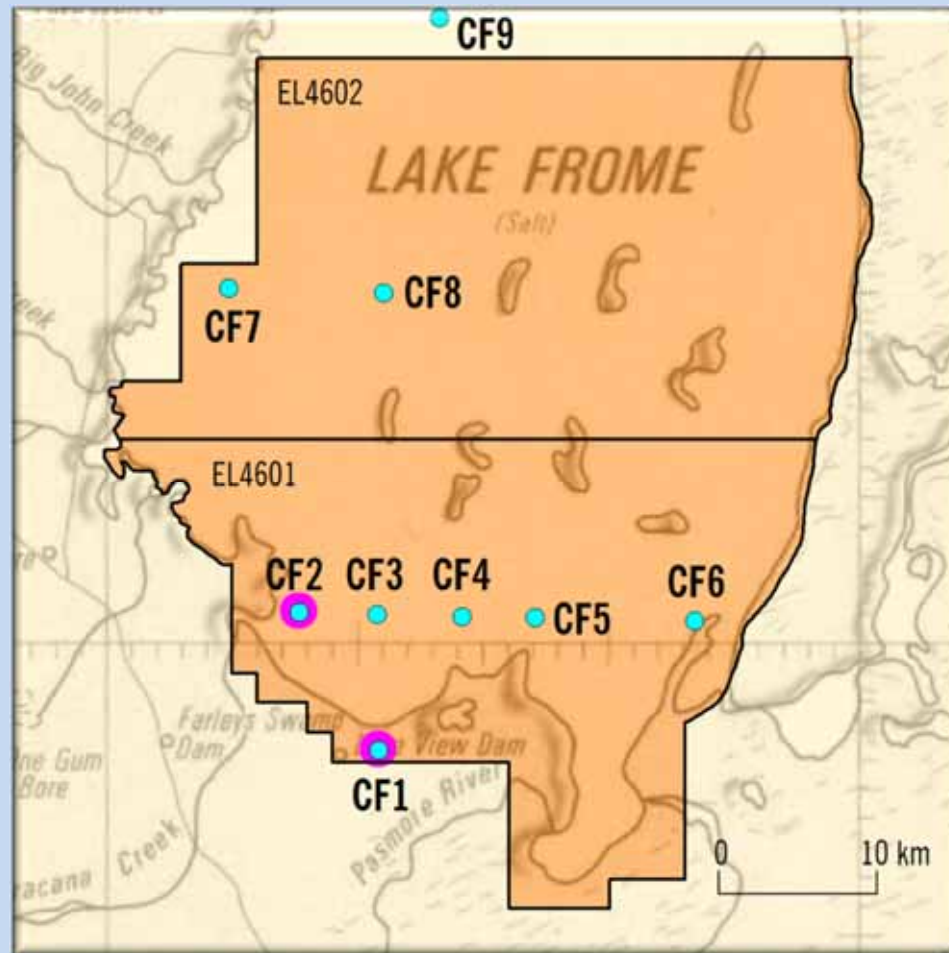 CF9
EL4602
Big John Creek
LAKE FROME
(Salt)
CF7
CF8
EL4601
CF2
CF3
CF4
CF5
CF6
Farleys Swamp
Dam
View Dam
Gum
Bore
CF1
Pasmore River
Creek
0
10 km